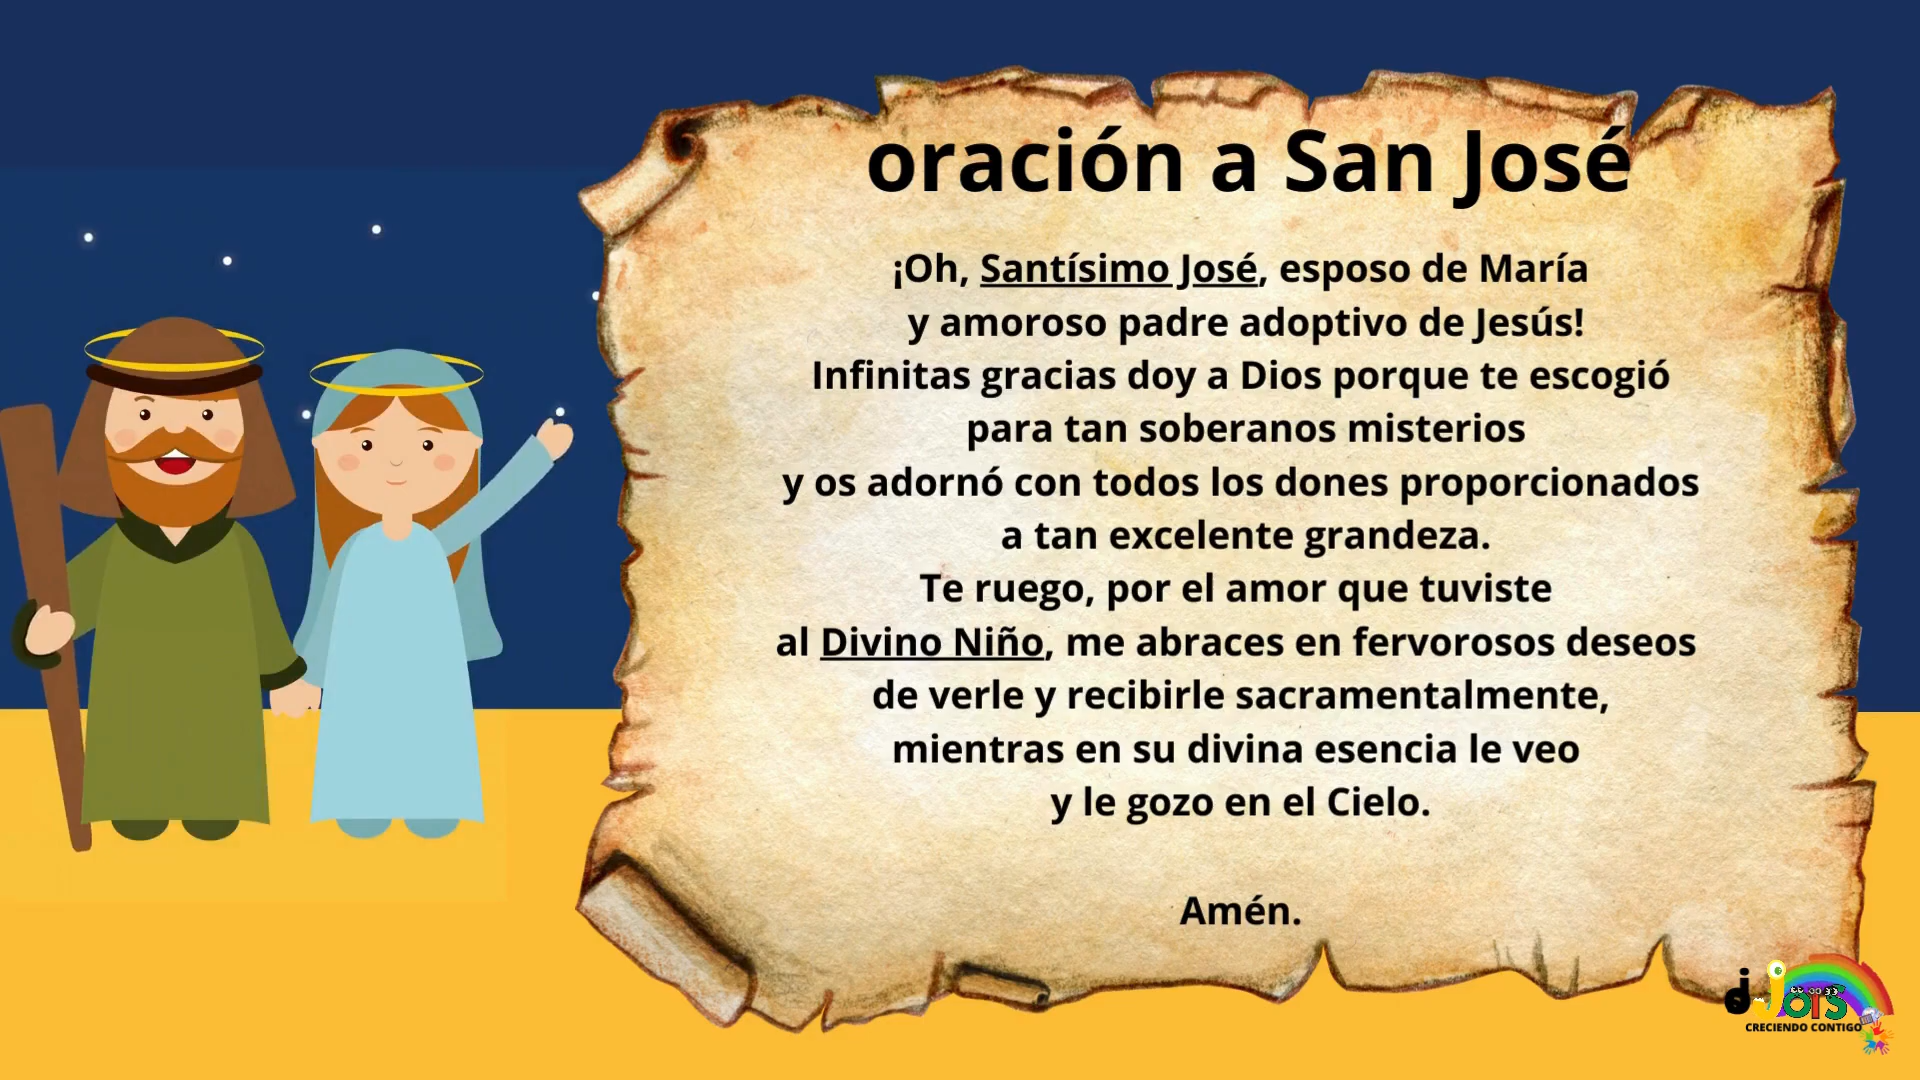 oración a San José
¡Oh, Santísimo José, esposo de María
y amoroso padre adoptivo de Jesús!
Infinitas gracias doy a Dios porque te escogió
para tan soberanos misterios
y os adornó con todos los dones proporcionados
a tan excelente grandeza.
Te ruego, por el amor que tuviste
al Divino Niño, me abraces en fervorosos deseos
de verle y recibirle sacramentalmente,
mientras en su divina esencia le veo
y le gozo en el Cielo.
Amén.
CRECIENDO CONTIGO